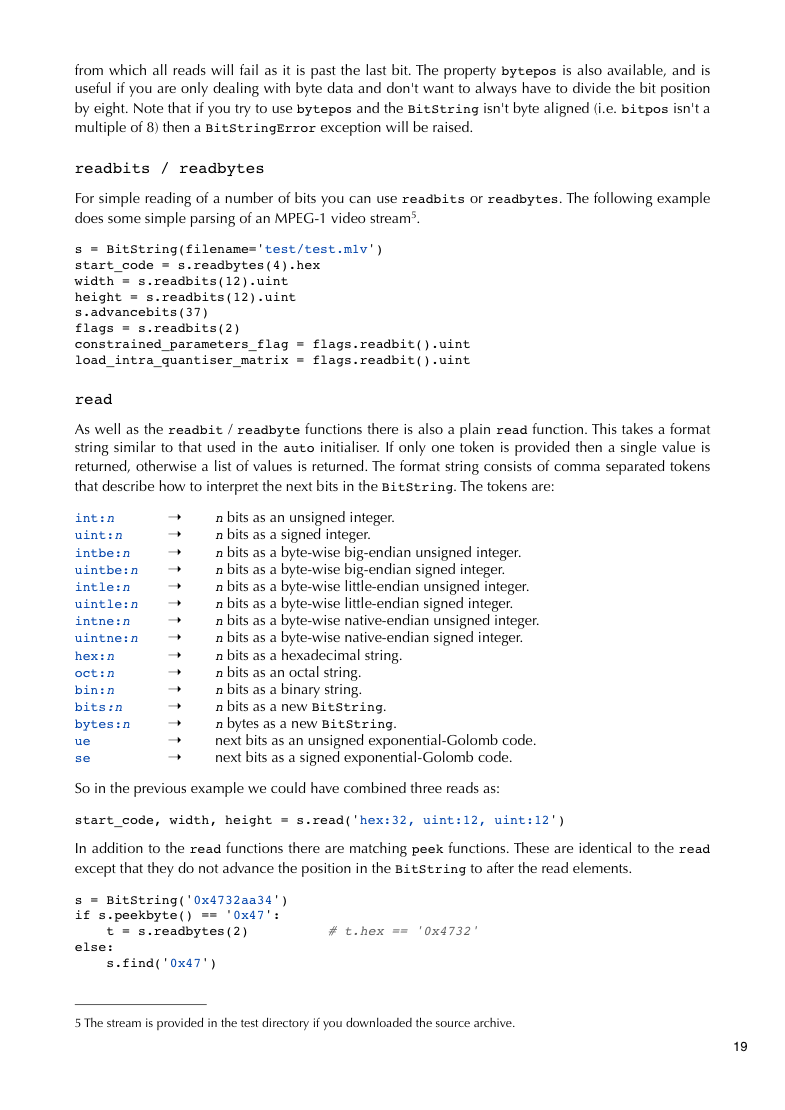 from which all reads will fail as it is past the last bit. The property bytepos is also available, and is
useful if you are only dealing with byte data and don't want to always have to divide the bit position
by eight. Note that if you try to use bytepos and the BitString isn't byte aligned (i.e. bitpos isn't a
multiple of 8) then a BitStringError exception will be raised.
readbits / readbytes
For simple reading of a number of bits you can use readbits or readbytes. The following example
does some simple parsing of an MPEG-1 video stream5.
s = BitString(filename='test/test.m1v')
start_code = s.readbytes(4).hex
width = s.readbits(12).uint
height = s.readbits(12).uint
s.advancebits(37)
flags = s.readbits(2)
constrained_parameters_flag = flags.readbit().uint
load_intra_quantiser_matrix = flags.readbit().uint
read
As well as the readbit / readbyte functions there is also a plain read function. This takes a format
string similar to that used in the auto initialiser. If only one token is provided then a single value is
returned, otherwise a list of values is returned. The format string consists of comma separated tokens
that describe how to interpret the next bits in the BitString. The tokens are:
int:n → n bits as an unsigned integer.
uint:n → n bits as a signed integer.
intbe:n → n bits as a byte-wise big-endian unsigned integer.
uintbe:n → n bits as a byte-wise big-endian signed integer.
intle:n → n bits as a byte-wise little-endian unsigned integer.
uintle:n → n bits as a byte-wise little-endian signed integer.
intne:n → n bits as a byte-wise native-endian unsigned integer.
uintne:n → n bits as a byte-wise native-endian signed integer.
hex:n → n bits as a hexadecimal string.
oct:n → n bits as an octal string.
bin:n → n bits as a binary string.
bits:n → n bits as a new BitString.
bytes:n → n bytes as a new BitString.
ue → next bits as an unsigned exponential-Golomb code.
se → next bits as a signed exponential-Golomb code.
So in the previous example we could have combined three reads as:
start_code, width, height = s.read('hex:32, uint:12, uint:12')
In addition to the read functions there are matching peek functions. These are identical to the read
except that they do not advance the position in the BitString to after the read elements.
s = BitString('0x4732aa34')
if s.peekbyte() == '0x47':
    t = s.readbytes(2)          # t.hex == '0x4732'
else:
    s.find('0x47')
5 The stream is provided in the test directory if you downloaded the source archive.
19